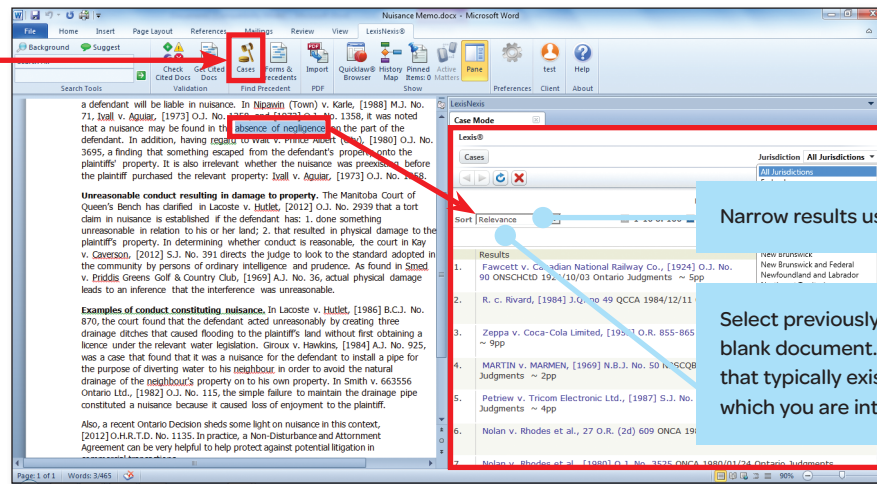 Nuisance Memo.docx - Microsoft Word
File Home Insert Page Layout References Mailings Review View LexisNexis®
Background Suggest
Check Cited Docs Get Cited Docs Cases Forms & Precedents Import Quicklaw® Browser History Map Pinned Items: 0 Active Matters Pane test Help
Search Tools Validation Find Precedent PDF Show Preferences Client About
a defendant will be liable in nuisance. In Nipawin (Town) v. Karle, [1988] M.J. No.
71, Ivall v. Aguiar, [1973] O.J. No. 1358, and [1973] O.J. No. 1358, it was noted
that a nuisance may be found in the absence of negligence on the part of the
defendant. In addition, having regard to Wait v. Prince Albert (City), [1980] O.J. No.
3695, a finding that something escaped from the defendant's property onto the
plaintiffs' property. It is also irrelevant whether the nuisance was preexisting before
the plaintiff purchased the relevant property: Ivall v. Aguiar, [1973] O.J. No. 1358.
Unreasonable conduct resulting in damage to property. The Manitoba Court of
Queen's Bench has clarified in Lacoste v. Hutlet, [2012] O.J. No. 2939 that a tort
claim in nuisance is established if the defendant has: 1. done something
unreasonable in relation to his or her land; 2. that resulted in physical damage to the
plaintiff's property. In determining whether conduct is reasonable, the court in Kay
v. Caverson, [2012] S.J. No. 391 directs the judge to look to the standard adopted in
the community by persons of ordinary intelligence and prudence. As found in Smed
v. Priddis Greens Golf & Country Club, [1969] A.J. No. 36, actual physical damage
leads to an inference that the interference was unreasonable.
Examples of conduct constituting nuisance. In Lacoste v. Hutlet, [1986] B.C.J. No.
870, the court found that the defendant acted unreasonably by creating three
drainage ditches that caused flooding to the plaintiff's land without first obtaining a
licence under the relevant water legislation. Giroux v. Hawkins, [1984] A.J. No. 925,
was a case that found that it was a nuisance for the defendant to install a pipe for
the purpose of diverting water to his neighbour in order to avoid the natural
drainage of the neighbour's property on to his own property. In Smith v. 663556
Ontario Ltd., [1982] O.J. No. 115, the simple failure to maintain the drainage pipe
constituted a nuisance because it caused loss of enjoyment to the plaintiff.
Also, a recent Ontario Decision sheds some light on nuisance in this context,
[2012] O.H.R.T.D. No. 1135. In practice, a Non-Disturbance and Attornment
Agreement can be very helpful to help protect against potential litigation in
Page: 1 of 1 Words: 3/465
LexisNexis
Case Mode
Lexis®
Cases Jurisdiction All Jurisdictions
All Jurisdictions
Narrow results us
Sort Relevance
Results
New Brunswick
New Brunswick and Federal
Newfoundland and Labrador
1. Fawcett v. Canadian National Railway Co., [1924] O.J. No.
90 ONSCHCD 1924/10/03 Ontario Judgments ~ 5pp
2. R. c. Rivard, [1984] J.Q. no 49 QCCA 1984/12/11
3. Zeppa v. Coca-Cola Limited, O.R. 855-865
~ 9pp
4. MARTIN v. MARMEN, [1969] N.B.J. No. 50
Judgments ~ 2pp
5. Petriew v. Tricom Electronic Ltd., [1987] S.J. No.
Judgments ~ 4pp
6. Nolan v. Rhodes et al., 27 O.R. (2d) 609 ONCA
7. Nolan v. Rhodes et al., [1980] O.J. No. 3525 ONCA 1980/01/24 Ontario Judgments
Select previously
blank document.
that typically exis
which you are int
90%